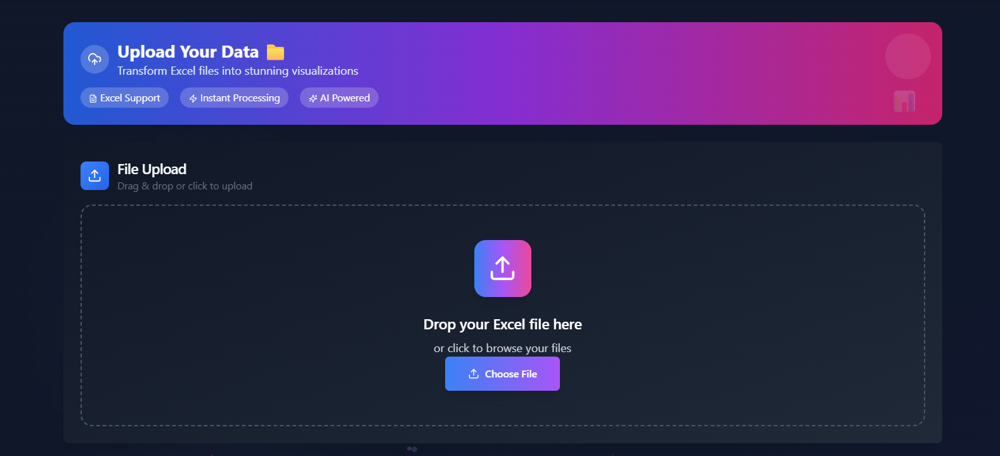 Upload Your Data 📁
Transform Excel files into stunning visualizations
Excel Support
Instant Processing
AI Powered
File Upload
Drag & drop or click to upload
Drop your Excel file here
or click to browse your files
Choose File